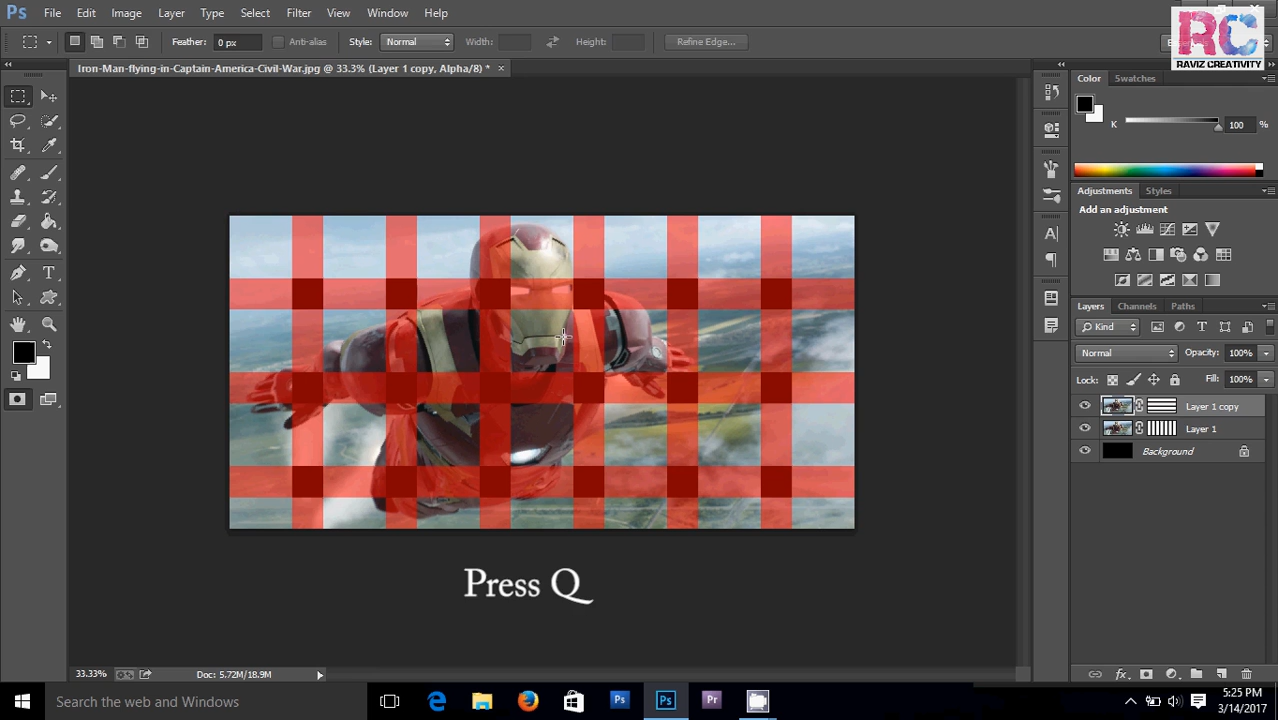 Ps File Edit Image Layer Type Select Filter View Window Help
Feather: 0 px Anti-alias Style: Normal Width: Height: Refine Edge...
RC
RAVIZ CREATIVITY
Iron-Man-flying-in-Captain-America-Civil-War.jpg @ 33.3% (Layer 1 copy, Alpha/8) *
Color Swatches
K 100 %
Adjustments Styles
Add an adjustment
Layers Channels Paths
Kind
Normal Opacity: 100%
Lock: Fill: 100%
Layer 1 copy
Layer 1
Background
Press Q
33.33% Doc: 5.72M/18.9M
Search the web and Windows
Ps Ps Pr
5:25 PM
3/14/2017